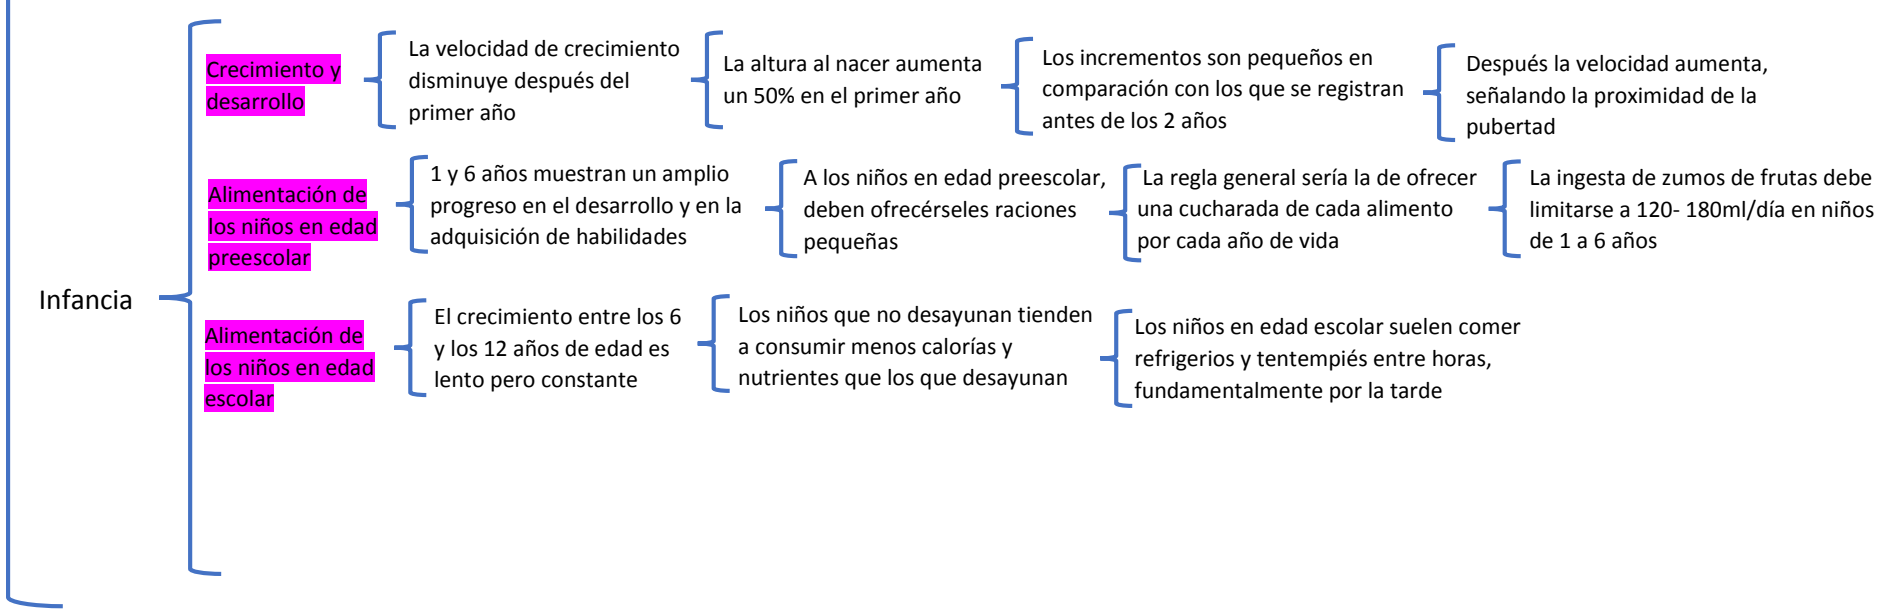 Infancia
Crecimiento y
desarrollo
La velocidad de crecimiento
disminuye después del
primer año
La altura al nacer aumenta
un 50% en el primer año
Los incrementos son pequeños en
comparación con los que se registran
antes de los 2 años
Después la velocidad aumenta,
señalando la proximidad de la
pubertad
Alimentación de
los niños en edad
preescolar
1 y 6 años muestran un amplio
progreso en el desarrollo y en la
adquisición de habilidades
A los niños en edad preescolar,
deben ofrecérseles raciones
pequeñas
La regla general sería la de ofrecer
una cucharada de cada alimento
por cada año de vida
La ingesta de zumos de frutas debe
limitarse a 120- 180ml/día en niños
de 1 a 6 años
Alimentación de
los niños en edad
escolar
El crecimiento entre los 6
y los 12 años de edad es
lento pero constante
Los niños que no desayunan tienden
a consumir menos calorías y
nutrientes que los que desayunan
Los niños en edad escolar suelen comer
refrigerios y tentempiés entre horas,
fundamentalmente por la tarde